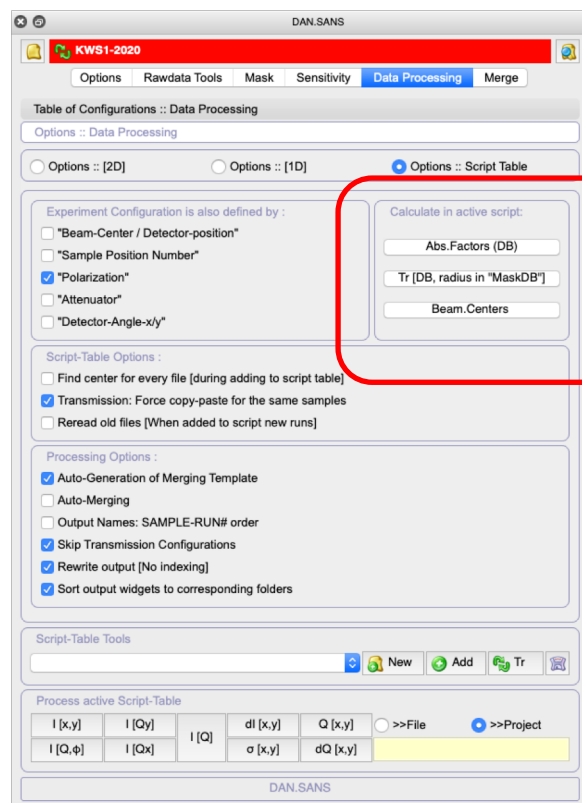 DAN.SANS
KWS1-2020
Options Rawdata Tools Mask Sensitivity Data Processing Merge
Table of Configurations :: Data Processing
Options :: Data Processing
Options :: [2D] Options :: [1D] Options :: Script Table
Experiment Configuration is also defined by :
"Beam-Center / Detector-position"
"Sample Position Number"
"Polarization"
"Attenuator"
"Detector-Angle-x/y"
Calculate in active script:
Abs.Factors (DB)
Tr [DB, radius in "MaskDB"]
Beam.Centers
Script-Table Options :
Find center for every file [during adding to script table]
Transmission: Force copy-paste for the same samples
Reread old files [When added to script new runs]
Processing Options :
Auto-Generation of Merging Template
Auto-Merging
Output Names: SAMPLE-RUN# order
Skip Transmission Configurations
Rewrite output [No indexing]
Sort output widgets to corresponding folders
Script-Table Tools
New Add Tr
Process active Script-Table
I [x,y] I [Qy] I [Q] dI [x,y] Q [x,y] >>File >>Project
I [Q,ϕ] I [Qx] σ [x,y] dQ [x,y]
DAN.SANS